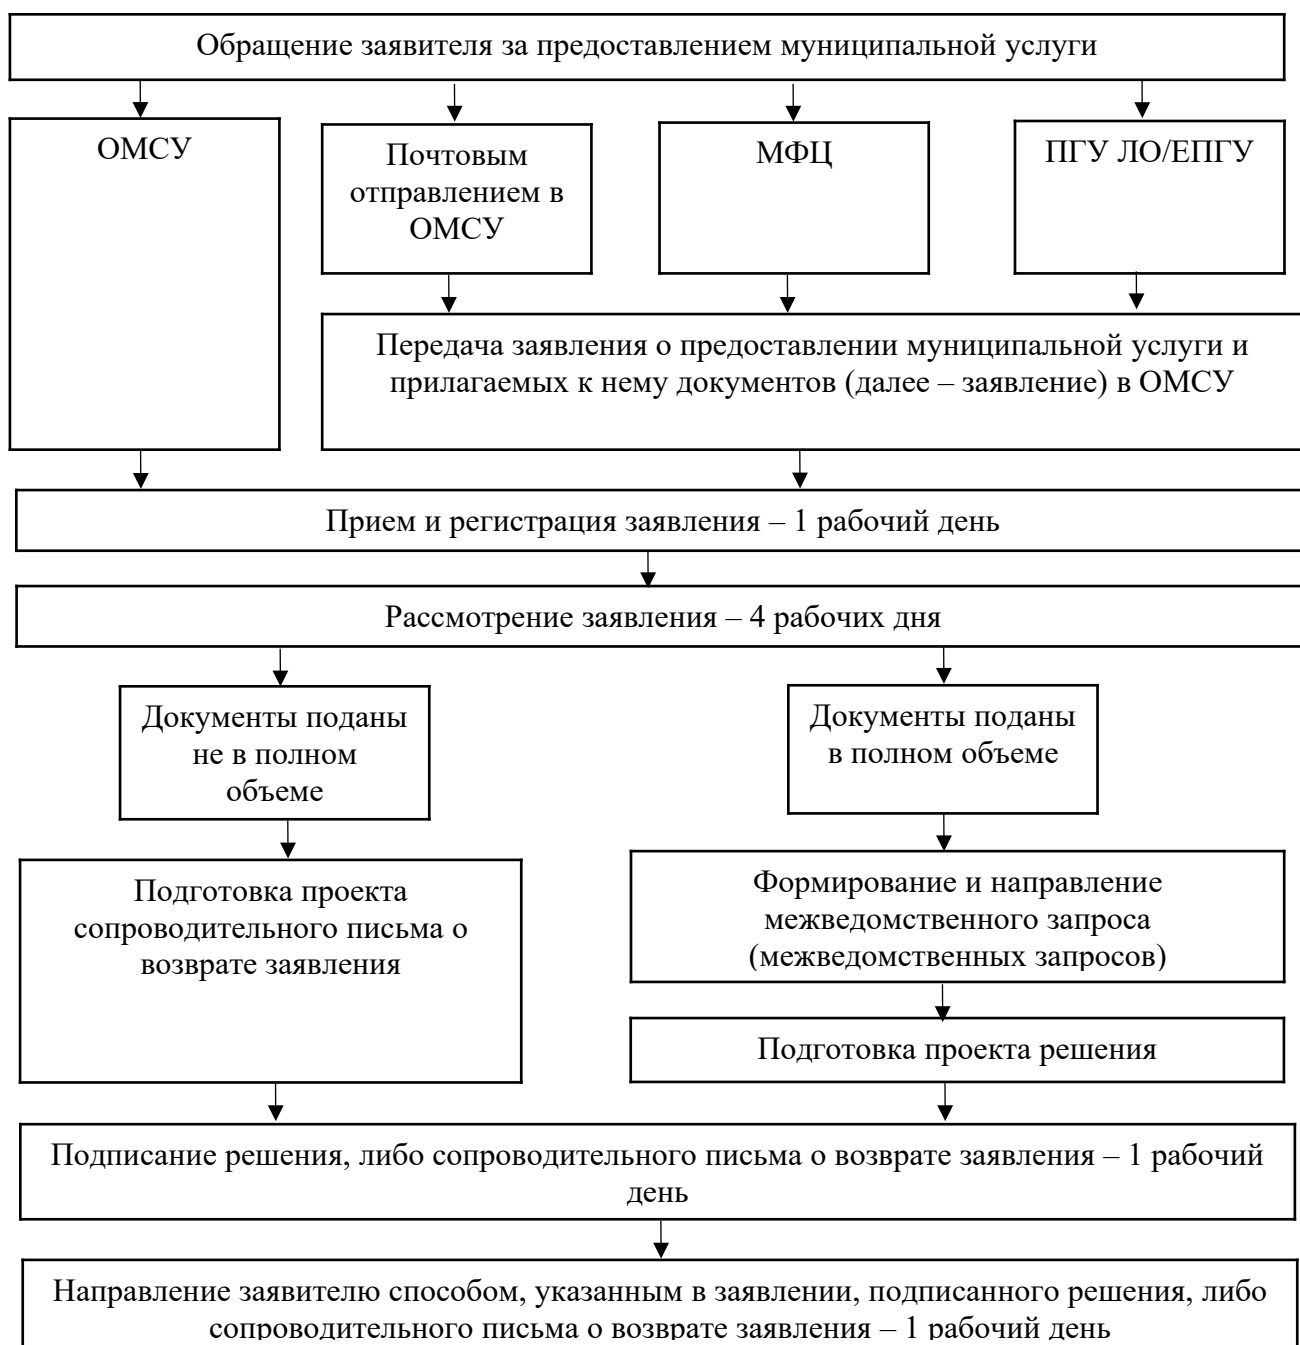 Обращение заявителя за предоставлением муниципальной услуги
ОМСУ
Почтовым
отправлением в
ОМСУ
МФЦ
ПГУ ЛО/ЕПГУ
Передача заявления о предоставлении муниципальной услуги и
прилагаемых к нему документов (далее – заявление) в ОМСУ
Прием и регистрация заявления – 1 рабочий день
Рассмотрение заявления – 4 рабочих дня
Документы поданы
не в полном
объеме
Документы поданы
в полном объеме
Подготовка проекта
сопроводительного письма о
возврате заявления
Формирование и направление
межведомственного запроса
(межведомственных запросов)
Подготовка проекта решения
Подписание решения, либо сопроводительного письма о возврате заявления – 1 рабочий
день
Направление заявителю способом, указанным в заявлении, подписанного решения, либо
сопроводительного письма о возврате заявления – 1 рабочий день